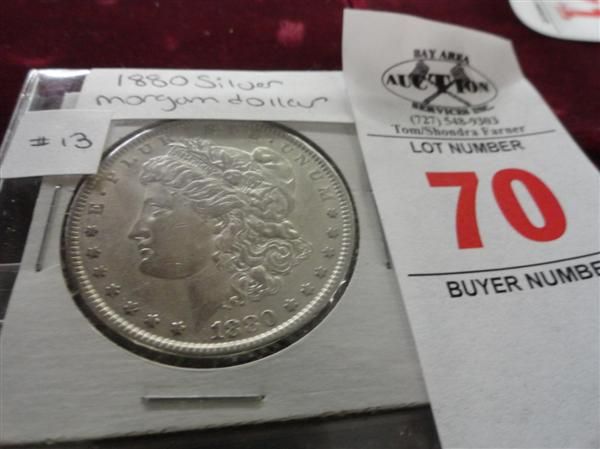 1880 Silver
morgan dollar
#13
E·PLURIBUS·UNUM
1880
BAY AREA
AUCTION
SERVICES INC.
(727) 548-9303
Tom/Shondra Farner
LOT NUMBER
70
BUYER NUMBE